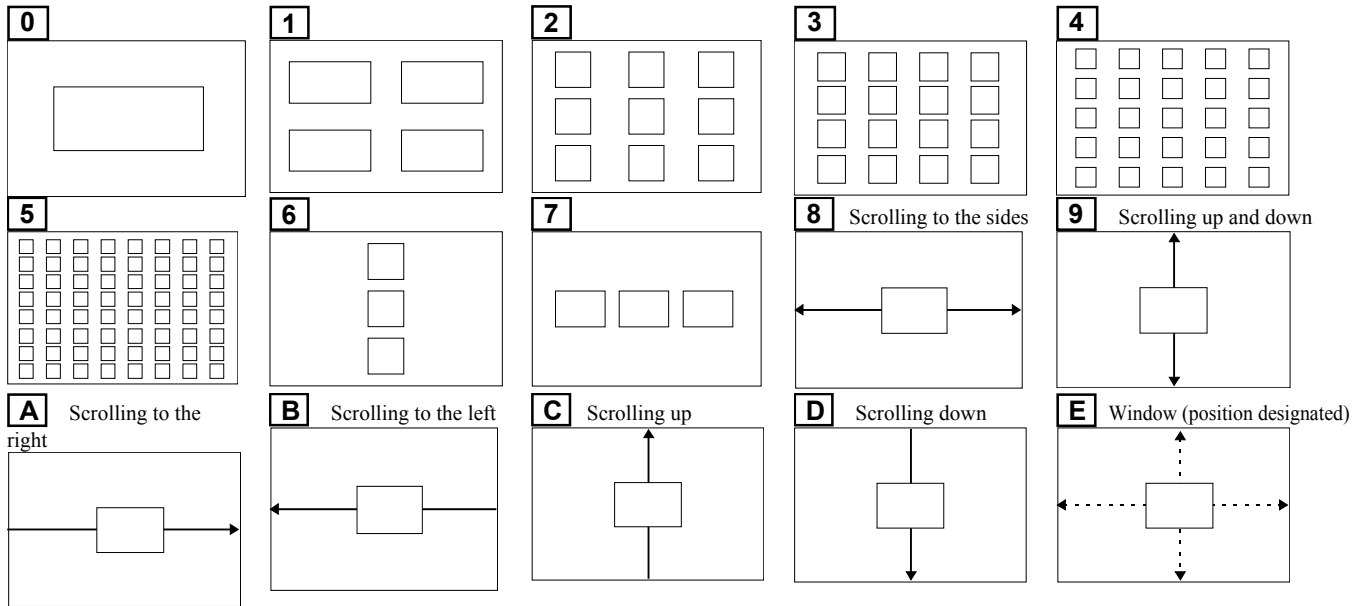 0
1
2
3
4
5
6
7
8 Scrolling to the sides
9 Scrolling up and down
A Scrolling to the
right
B Scrolling to the left
C Scrolling up
D Scrolling down
E Window (position designated)